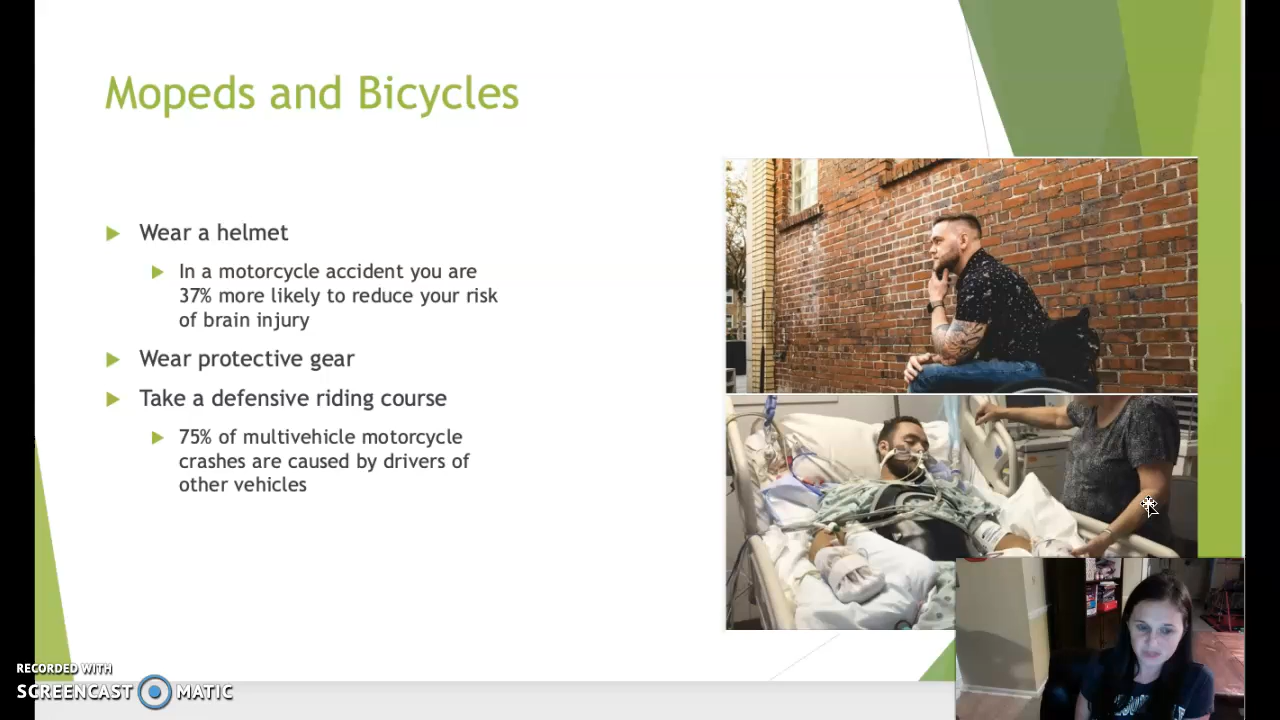 Mopeds and Bicycles
Wear a helmet
In a motorcycle accident you are
37% more likely to reduce your risk
of brain injury
Wear protective gear
Take a defensive riding course
75% of multivehicle motorcycle
crashes are caused by drivers of
other vehicles
RECORDED WITH
SCREENCAST MATIC